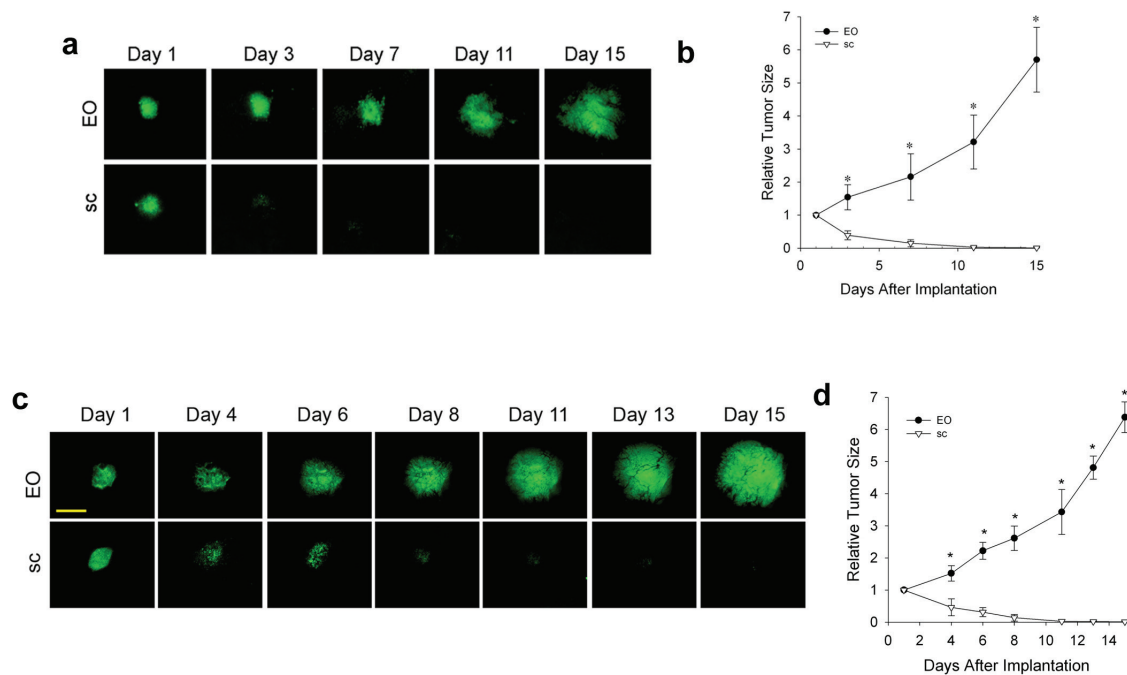 a
Day 1 Day 3 Day 7 Day 11 Day 15
EO
sc
b
Relative Tumor Size
7
6
5
4
3
2
1
0
EO
sc
* * * * *
0 5 10 15
Days After Implantation
c
Day 1 Day 4 Day 6 Day 8 Day 11 Day 13 Day 15
EO
sc
d
Relative Tumor Size
7
6
5
4
3
2
1
0
EO
sc
* * * * * * *
0 2 4 6 8 10 12 14
Days After Implantation